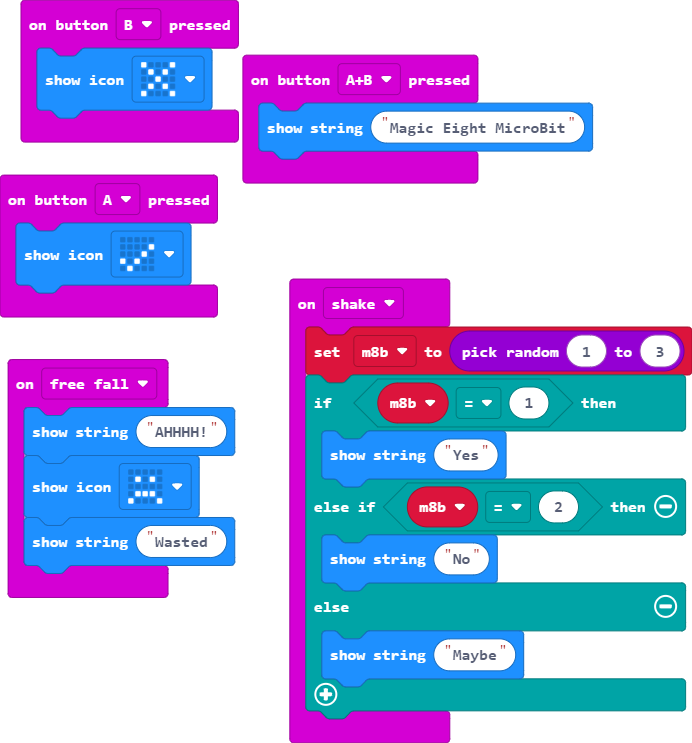 on button B pressed
show icon
on button A+B pressed
show string "Magic Eight MicroBit"
on button A pressed
show icon
on shake
set m8b to pick random 1 to 3
if m8b = 1 then
show string "Yes"
else if m8b = 2 then
show string "No"
else
show string "Maybe"
on free fall
show string "AHHHH!"
show icon
show string "Wasted"